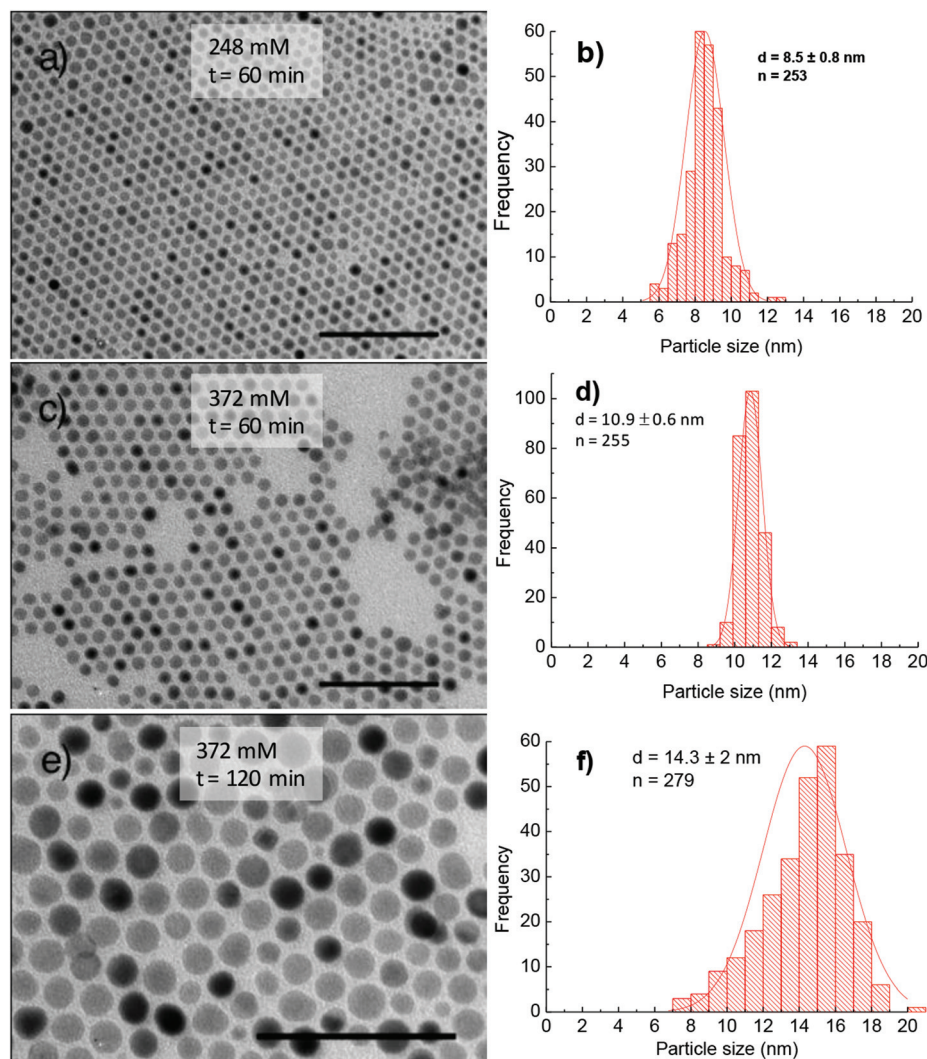 a)
248 mM
t = 60 min
b)
d = 8.5 ± 0.8 nm
n = 253
Frequency
60
50
40
30
20
10
0
0 2 4 6 8 10 12 14 16 18 20
Particle size (nm)
c)
372 mM
t = 60 min
d)
d = 10.9 ± 0.6 nm
n = 255
Frequency
100
80
60
40
20
0
0 2 4 6 8 10 12 14 16 18 20
Particle size (nm)
e)
372 mM
t = 120 min
f)
d = 14.3 ± 2 nm
n = 279
Frequency
60
50
40
30
20
10
0
0 2 4 6 8 10 12 14 16 18 20
Particle size (nm)